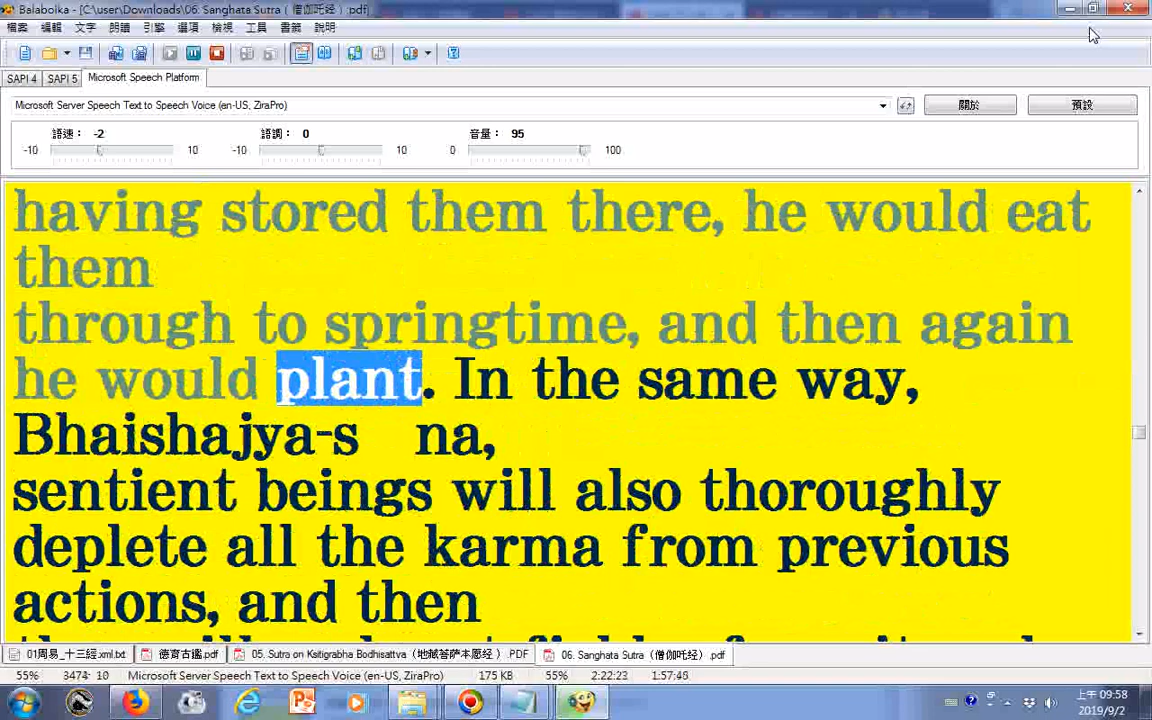 Balabolka - [C:\user\Downloads\06. Sanghata Sutra ( 僧伽吒经 ) .pdf]
檔案 編輯 文字 朗讀 引擎 選項 檢視 工具 書籤 說明
SAPI 4 SAPI 5 Microsoft Speech Platform
Microsoft Server Speech Text to Speech Voice (en-US, ZiraPro) 關於 預設
語速： -2 語調： 0 音量： 95
-10 10 -10 10 0 100
having stored them there, he would eat
them
through to springtime, and then again
he would plant. In the same way,
Bhaishajya-s na,
sentient beings will also thoroughly
deplete all the karma from previous
actions, and then
01周易_十三經.xml.txt 德育古鑑.pdf 05. Sutra on Ksitigrabha Bodhisattva (地藏菩萨本愿经 ) .PDF 06. Sanghata Sutra (僧伽吒经) .pdf
55% 3474: 10 Microsoft Server Speech Text to Speech Voice (en-US, ZiraPro) 175 KB 55% 2:22:23 1:57:48
上午 09:58
2019/9/2